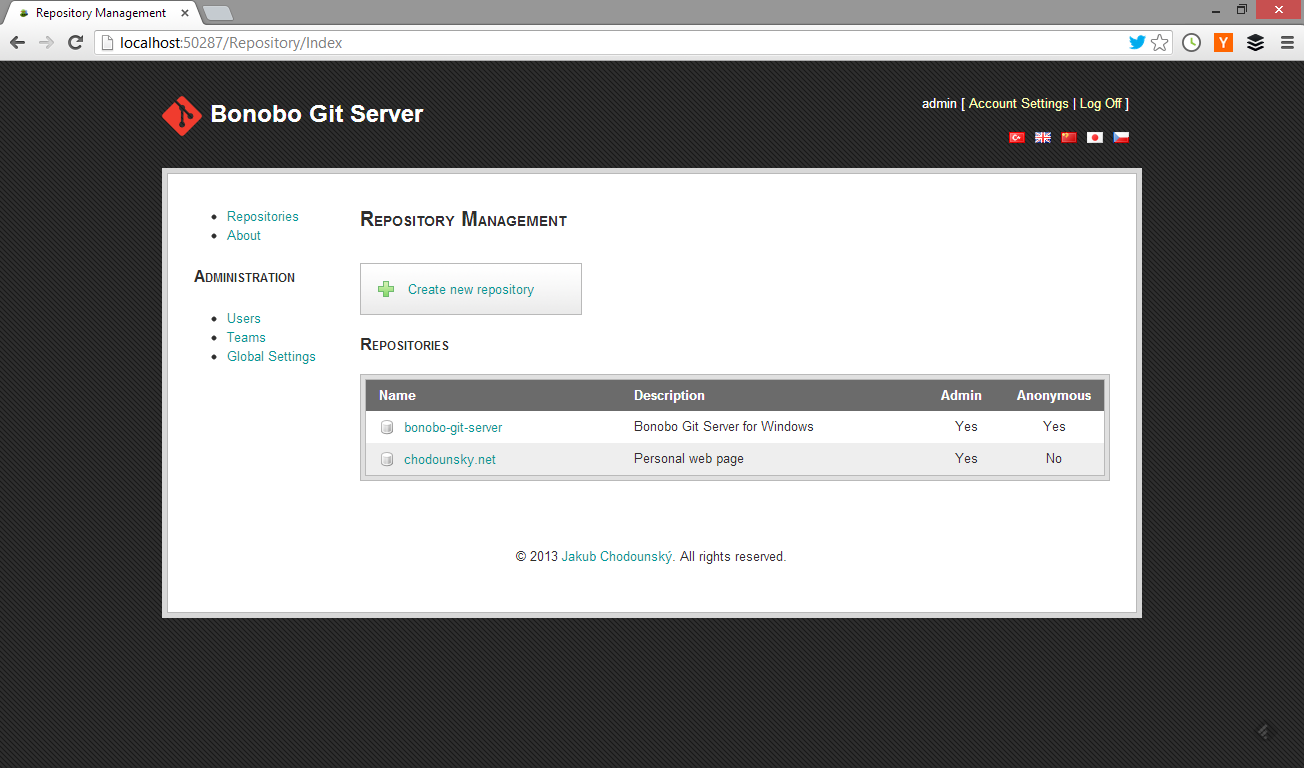 Repository Management
localhost:50287/Repository/Index
Y
Bonobo Git Server
admin [ Account Settings | Log Off ]
Repositories
About
Administration
Users
Teams
Global Settings
Repository Management
Create new repository
Repositories
Name Description Admin Anonymous
bonobo-git-server Bonobo Git Server for Windows Yes Yes
chodounsky.net Personal web page Yes No
© 2013 Jakub Chodounský. All rights reserved.